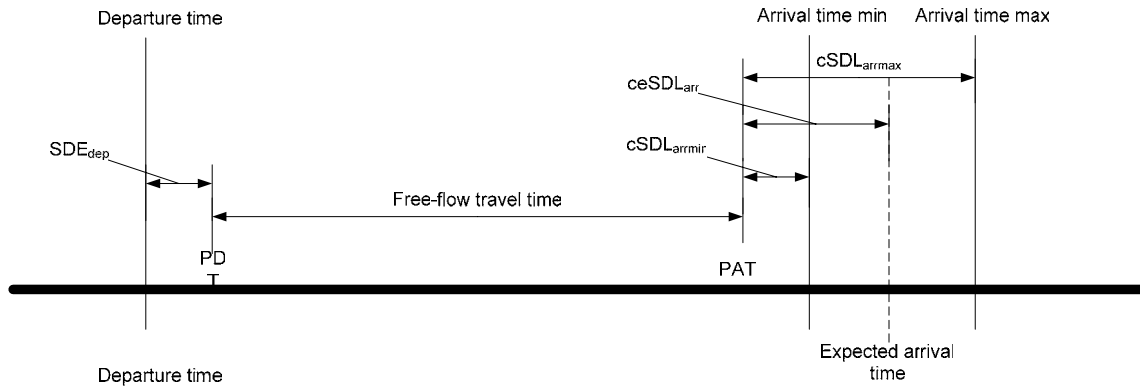 Departure time
Arrival time min
Arrival time max
cSDLarrmax
ceSDLarr
cSDLarrmin
SDEdep
Free-flow travel time
PD
T
PAT
Expected arrival
time
Departure time